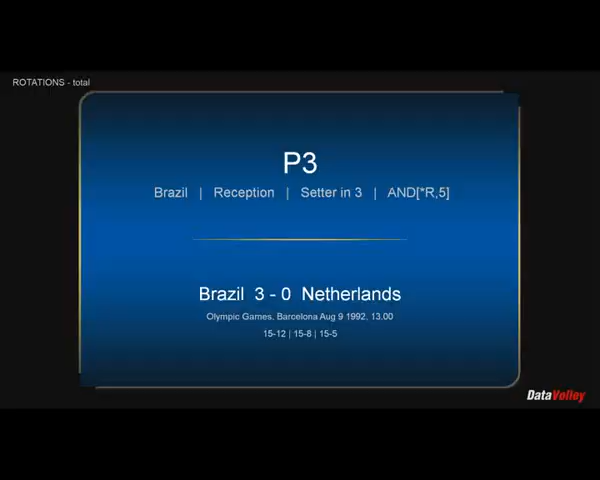 ROTATIONS - total
P3
Brazil | Reception | Setter in 3 | AND[*R,5]
Brazil 3 - 0 Netherlands
Olympic Games, Barcelona Aug 9 1992, 13.00
15-12 | 15-8 | 15-5
DataVolley